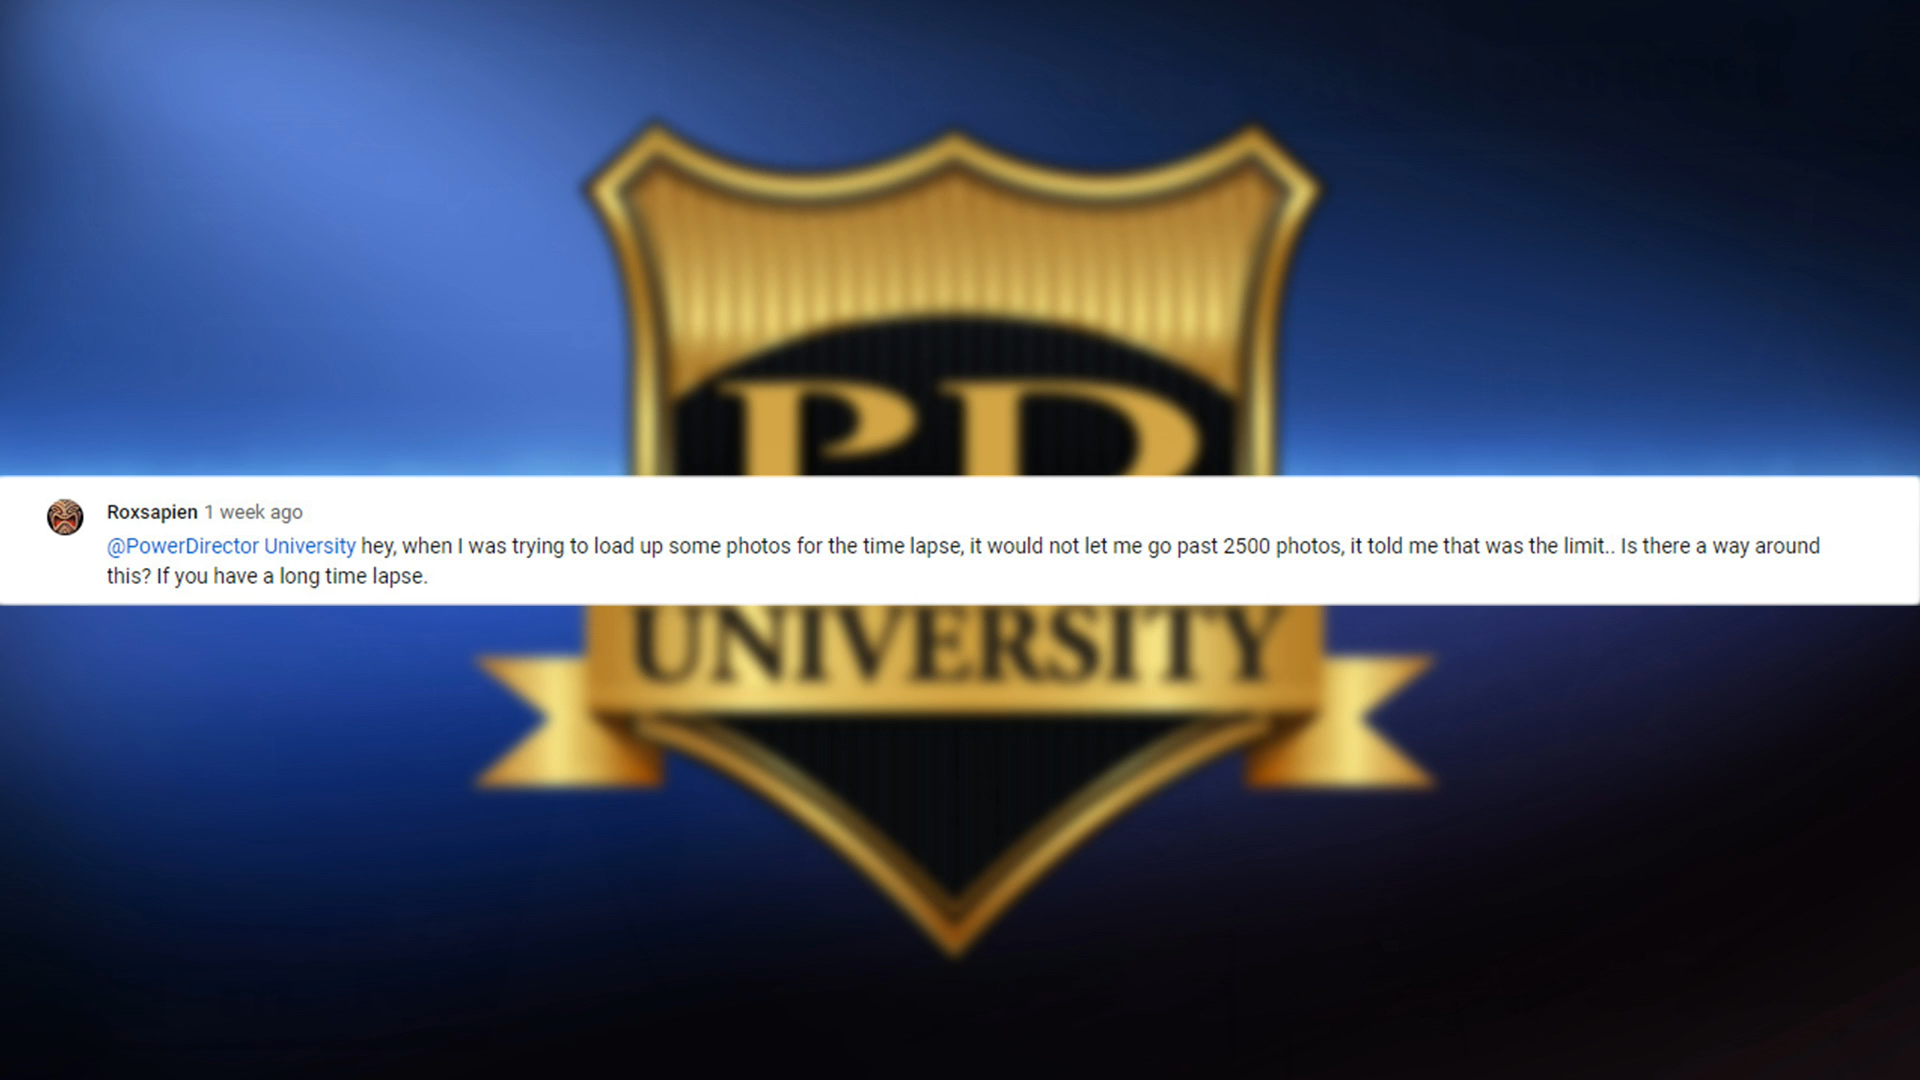 PD
Roxsapien 1 week ago
@PowerDirector University hey, when I was trying to load up some photos for the time lapse, it would not let me go past 2500 photos, it told me that was the limit.. Is there a way around
this? If you have a long time lapse.
UNIVERSITY